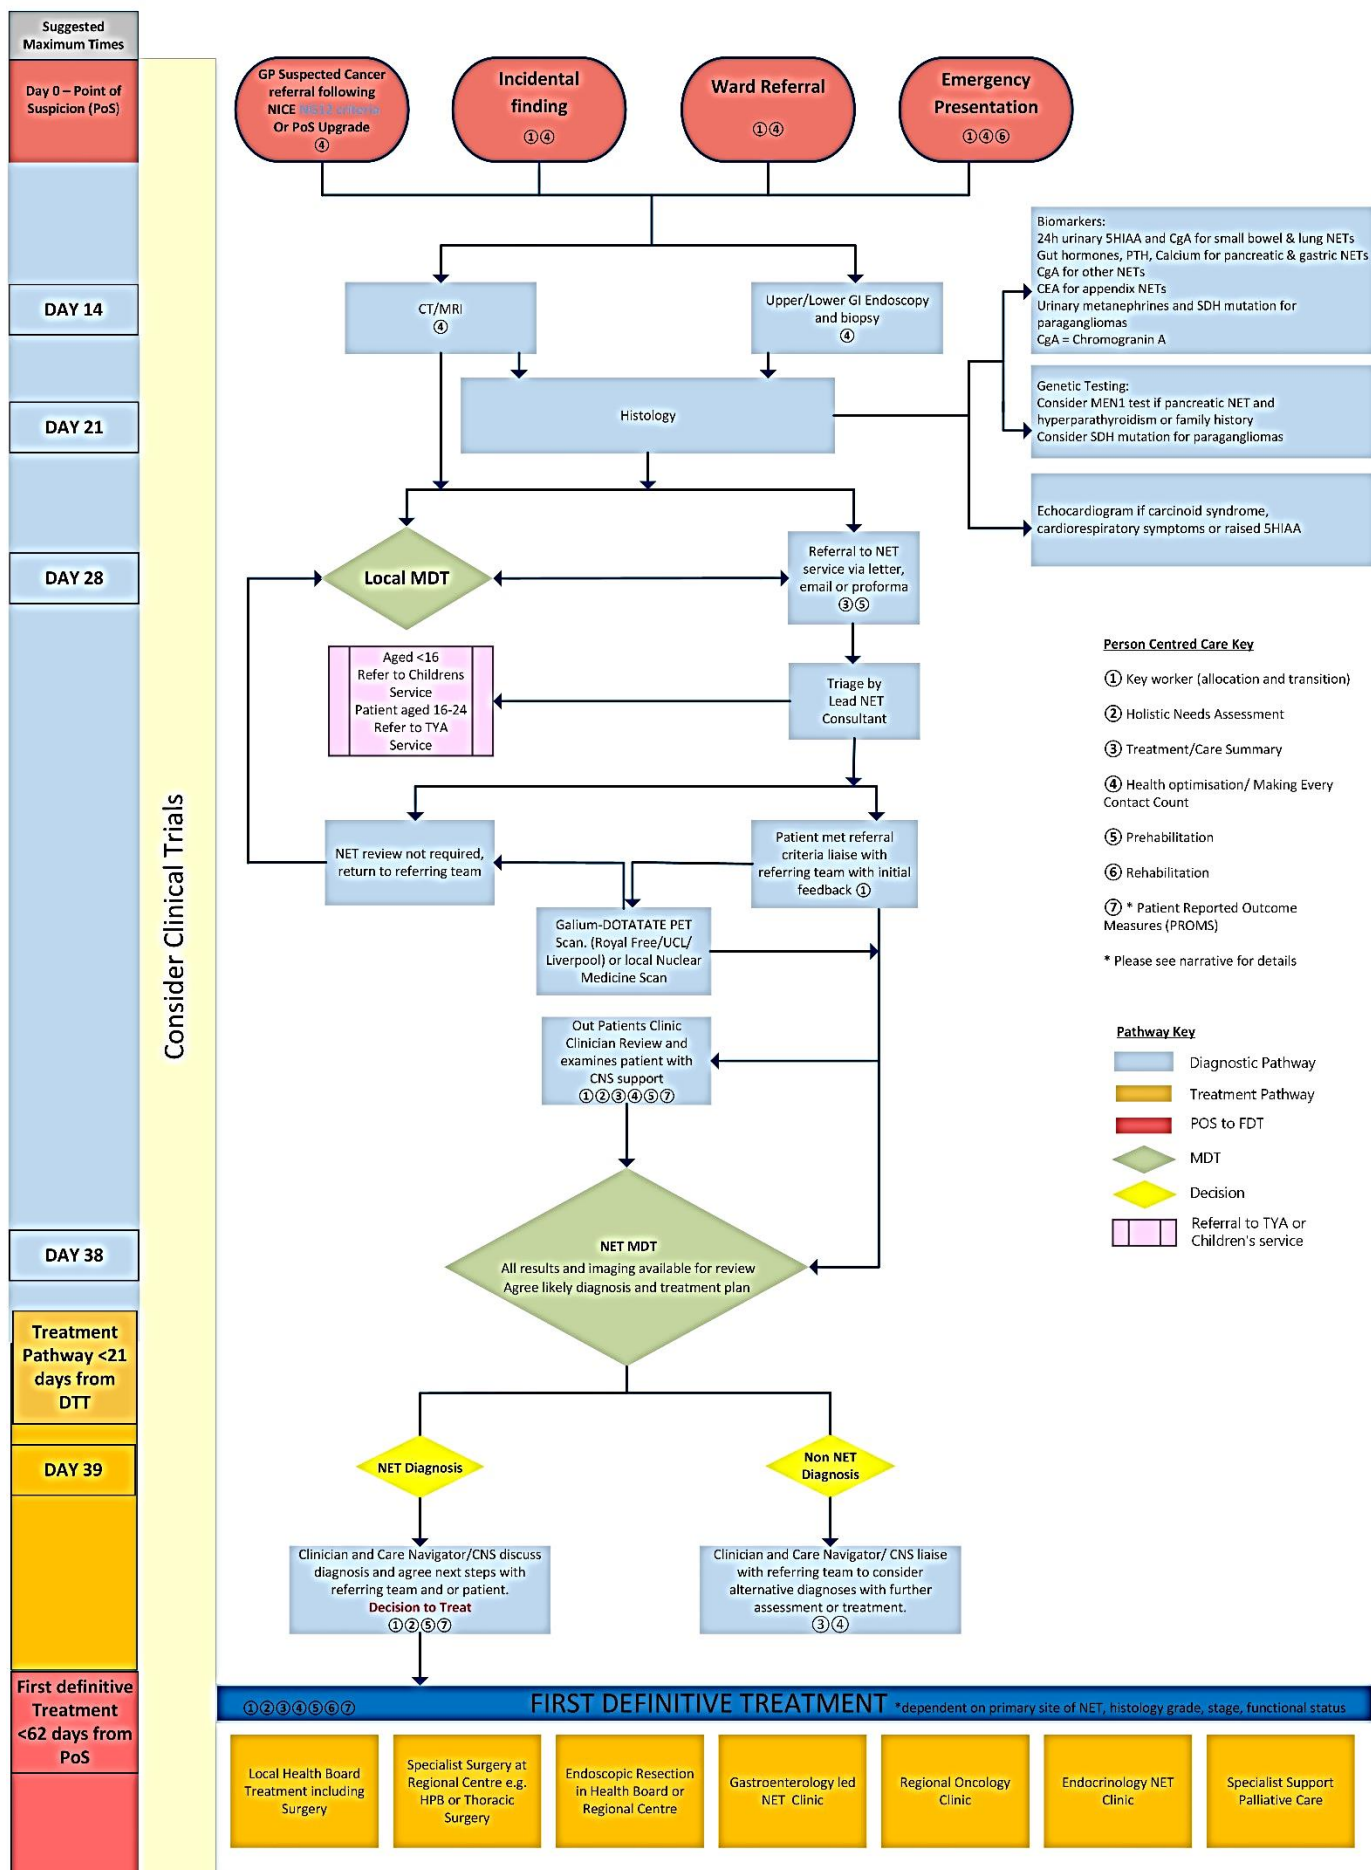 Suggested
Maximum Times
Day 0 – Point of
Suspicion (PoS)
DAY 14
DAY 21
DAY 28
DAY 38
Treatment
Pathway <21
days from
DTT
DAY 39
First definitive
Treatment
<62 days from
PoS
Consider Clinical Trials
GP Suspected Cancer
referral following
NICE NG12 criteria
Or PoS Upgrade
④
Incidental
finding
①④
Ward Referral
①④
Emergency
Presentation
①④⑥
CT/MRI
④
Upper/Lower GI Endoscopy
and biopsy
④
Histology
Biomarkers:
24h urinary 5HIAA and CgA for small bowel & lung NETs
Gut hormones, PTH, Calcium for pancreatic & gastric NETs
CgA for other NETs
CEA for appendix NETs
Urinary metanephrines and SDH mutation for
paragangliomas
CgA = Chromogranin A
Genetic Testing:
Consider MEN1 test if pancreatic NET and
hyperparathyroidism or family history
Consider SDH mutation for paragangliomas
Echocardiogram if carcinoid syndrome,
cardiorespiratory symptoms or raised 5HIAA
Local MDT
Referral to NET
service via letter,
email or proforma
③⑤
Aged <16
Refer to Childrens
Service
Patient aged 16-24
Refer to TYA
Service
Triage by
Lead NET
Consultant
NET review not required,
return to referring team
Patient met referral
criteria liaise with
referring team with initial
feedback ①
Galium-DOTATATE PET
Scan. (Royal Free/UCL/
Liverpool) or local Nuclear
Medicine Scan
Out Patients Clinic
Clinician Review and
examines patient with
CNS support
①②③④⑤⑦
NET MDT
All results and imaging available for review
Agree likely diagnosis and treatment plan
NET Diagnosis
Non NET
Diagnosis
Clinician and Care Navigator/CNS discuss
diagnosis and agree next steps with
referring team and or patient.
Decision to Treat
①②⑤⑦
Clinician and Care Navigator/ CNS liaise
with referring team to consider
alternative diagnoses with further
assessment or treatment.
③④
Person Centred Care Key
① Key worker (allocation and transition)
② Holistic Needs Assessment
③ Treatment/Care Summary
④ Health optimisation/ Making Every
Contact Count
⑤ Prehabilitation
⑥ Rehabilitation
⑦ * Patient Reported Outcome
Measures (PROMS)
* Please see narrative for details
Pathway Key
Diagnostic Pathway
Treatment Pathway
POS to FDT
MDT
Decision
Referral to TYA or
Children's service
①②③④⑤⑥⑦ FIRST DEFINITIVE TREATMENT *dependent on primary site of NET, histology grade, stage, functional status
Local Health Board
Treatment including
Surgery
Specialist Surgery at
Regional Centre e.g.
HPB or Thoracic
Surgery
Endoscopic Resection
in Health Board or
Regional Centre
Gastroenterology led
NET Clinic
Regional Oncology
Clinic
Endocrinology NET
Clinic
Specialist Support
Palliative Care